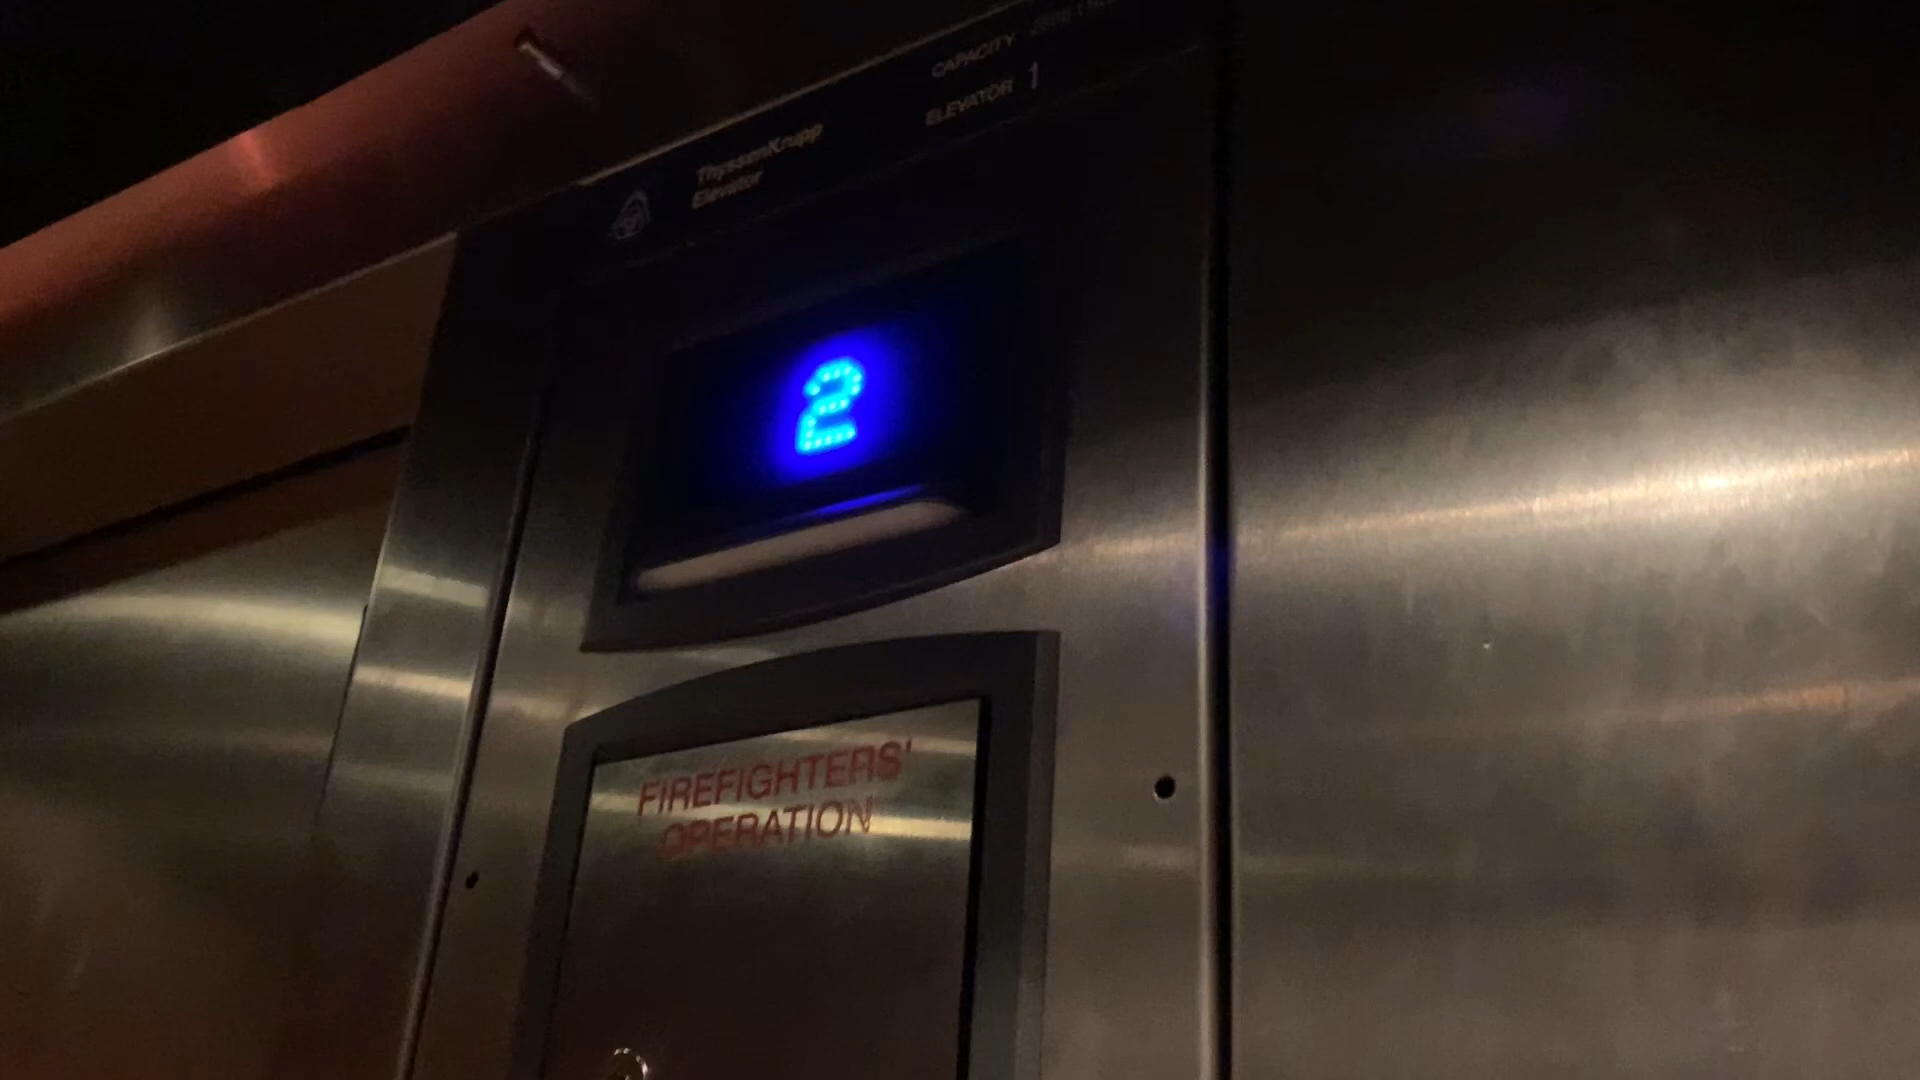 CAPACITY
ELEVATOR 1
ThyssenKrupp
Elevator
2
FIREFIGHTERS'
OPERATION